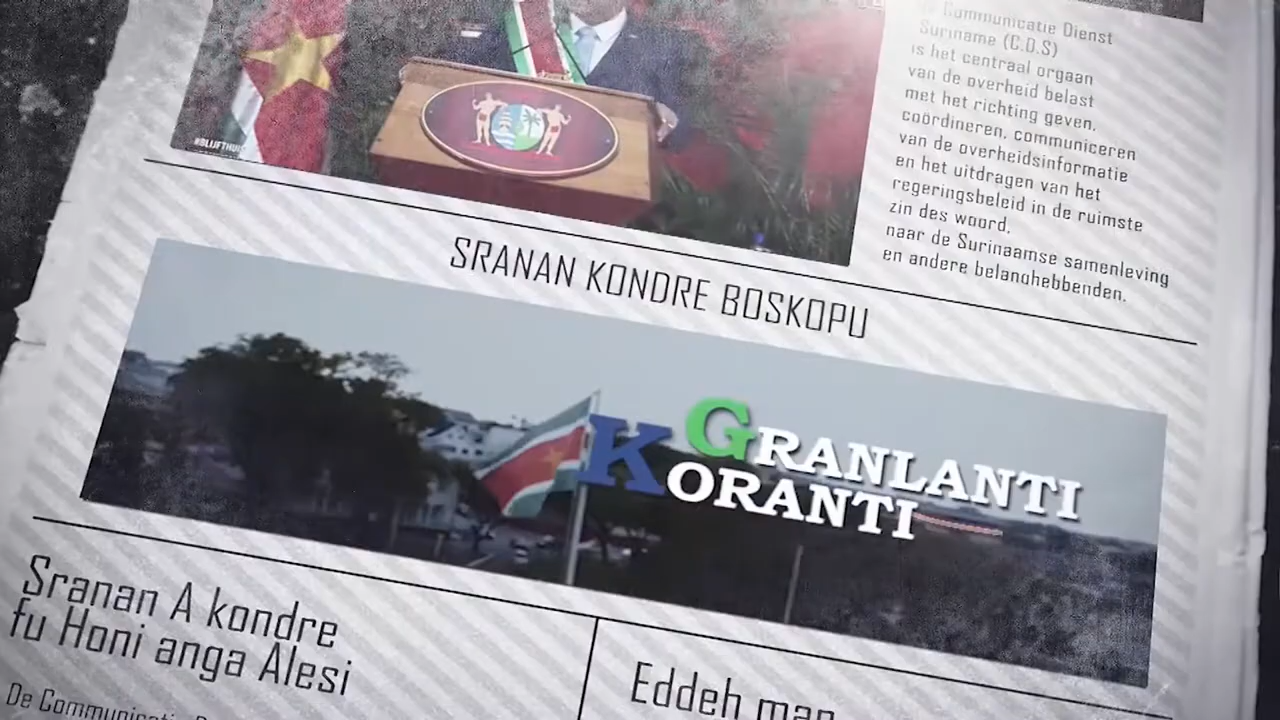 Communicatie Dienst
Suriname (C.D.S)
is het centraal orgaan
van de overheid belast
met het richting geven,
coördineren, communiceren
van de overheidsinformatie
en het uitdragen van het
regeringsbeleid in de ruimste
zin des woord,
naar de Surinaamse samenleving
en andere belanghebbenden.
SRANAN KONDRE BOSKOPU
GRANLANTI
KORANTI
Sranan A kondre
fu Honi anga Alesi
De
Eddeh man